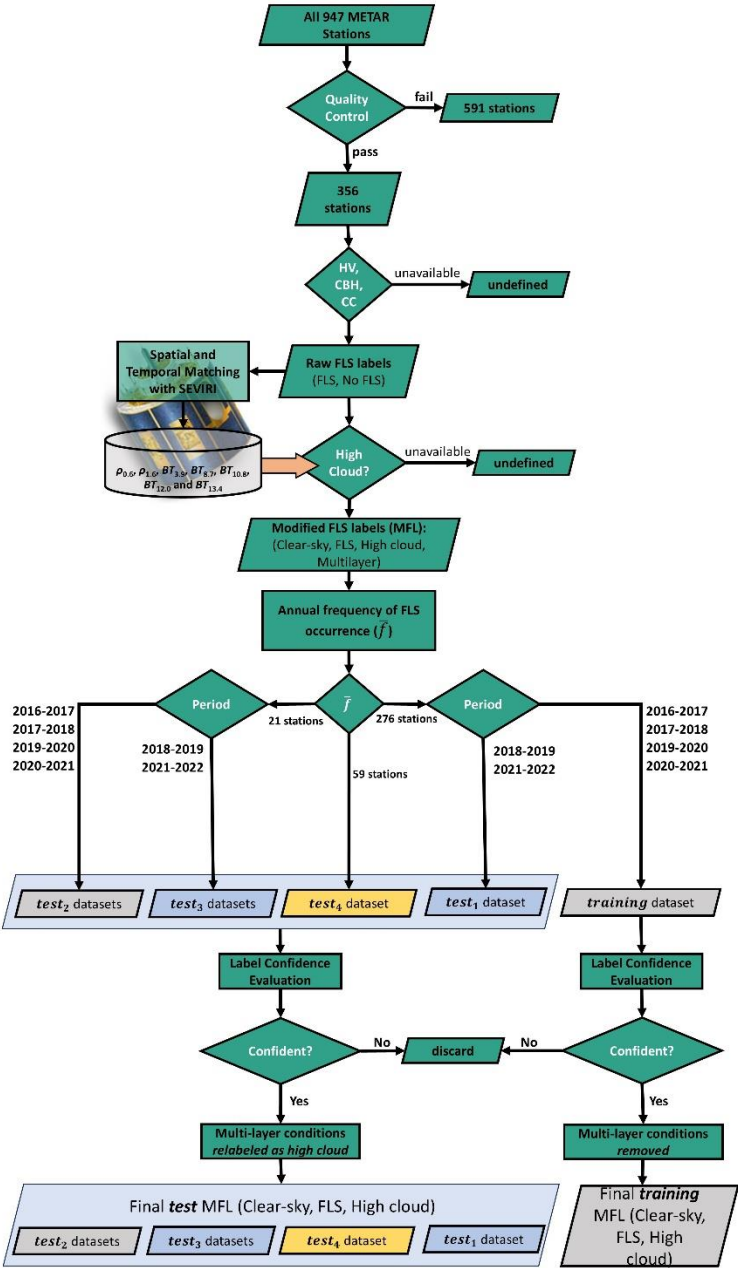 All 947 METAR
Stations
Quality
Control
fail
591 stations
pass
356
stations
HV,
CBH,
CC
unavailable
undefined
Spatial and
Temporal Matching
with SEVIRI
Raw FLS labels
(FLS, No FLS)
ρ0.6, ρ1.6, BT3.9, BT8.7, BT10.8,
BT12.0 and BT13.4
High
Cloud?
unavailable
undefined
Modified FLS labels (MFL):
(Clear-sky, FLS, High cloud,
Multilayer)
Annual frequency of FLS
occurrence (f̄)
Period
f̄
Period
21 stations
276 stations
59 stations
2016-2017
2017-2018
2019-2020
2020-2021
2018-2019
2021-2022
2018-2019
2021-2022
2016-2017
2017-2018
2019-2020
2020-2021
test2 datasets
test3 datasets
test4 dataset
test1 dataset
training dataset
Label Confidence
Evaluation
Label Confidence
Evaluation
Confident?
No
discard
No
Confident?
Yes
Yes
Multi-layer conditions
relabeled as high cloud
Multi-layer conditions
removed
Final test MFL (Clear-sky, FLS, High cloud)
test2 datasets
test3 datasets
test4 dataset
test1 dataset
Final training
MFL (Clear-sky,
FLS, High
cloud)